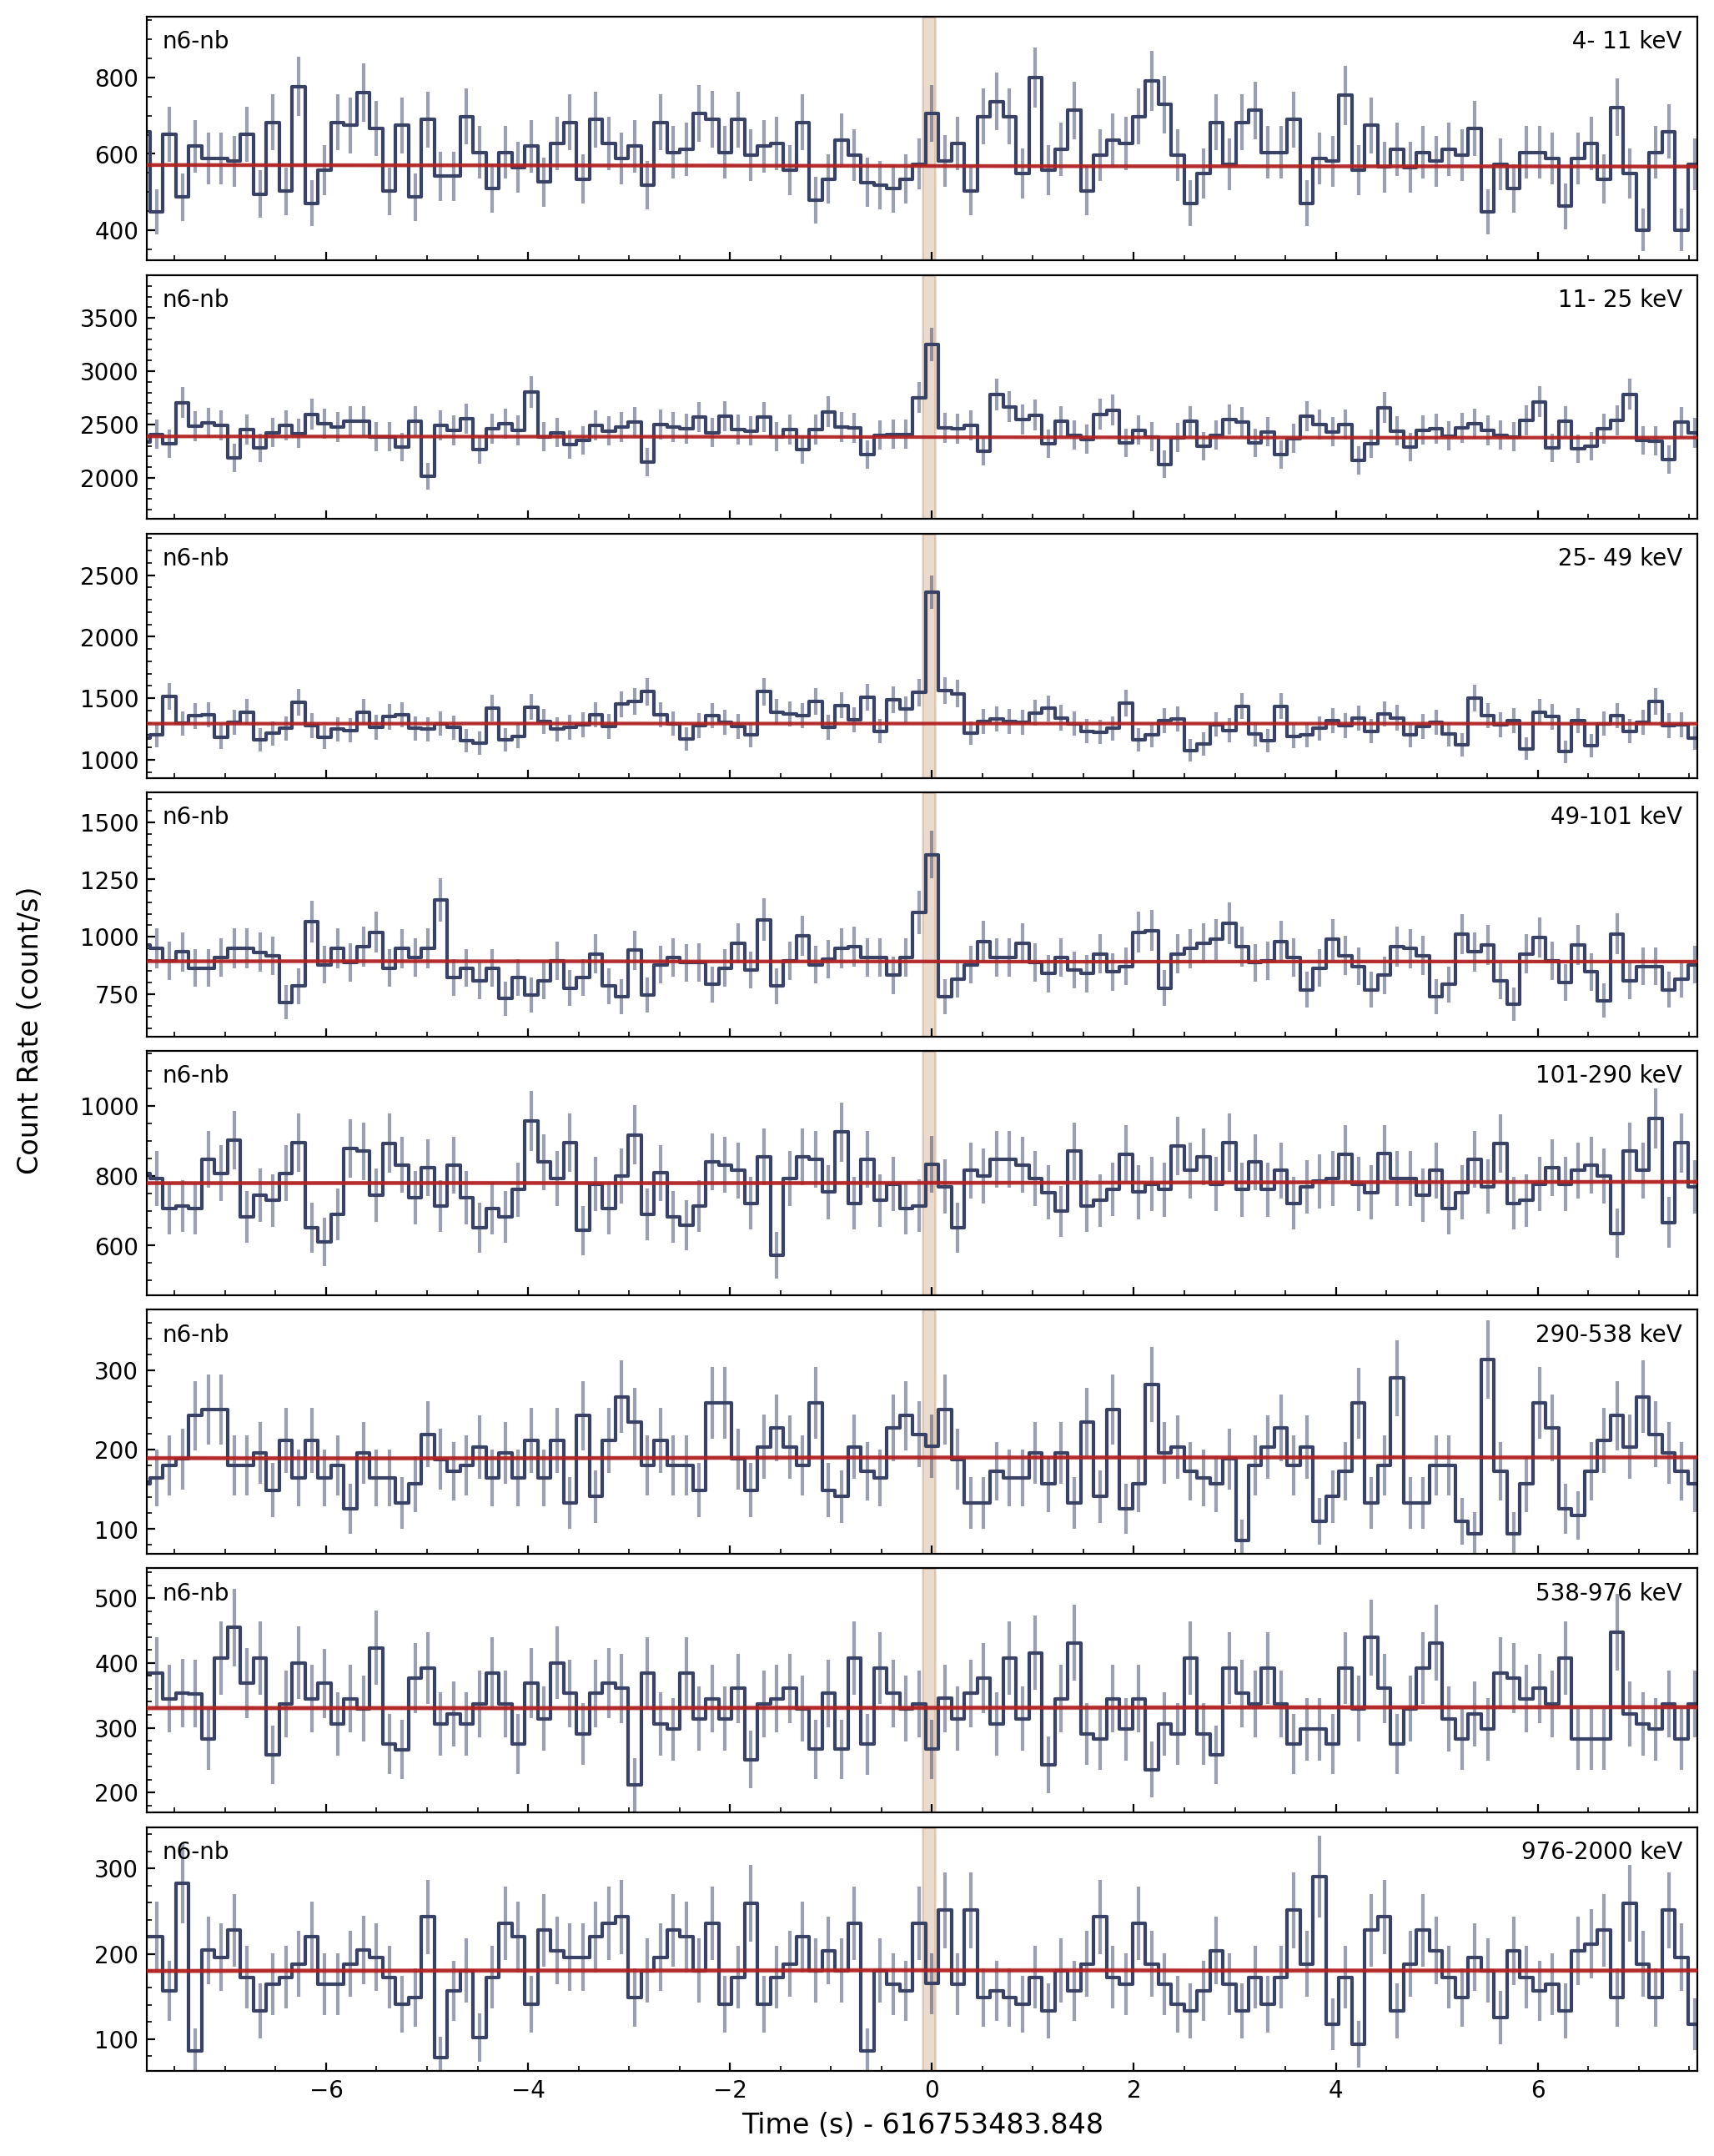 n6-nb 4- 11 keV
800
600
400
n6-nb 11- 25 keV
3500
3000
2500
2000
n6-nb 25- 49 keV
2500
2000
1500
1000
n6-nb 49-101 keV
1500
1250
1000
750
n6-nb 101-290 keV
1000
800
600
n6-nb 290-538 keV
300
200
100
n6-nb 538-976 keV
500
400
300
200
n6-nb 976-2000 keV
300
200
100
−6 −4 −2 0 2 4 6
Time (s) - 616753483.848
Count Rate (count/s)